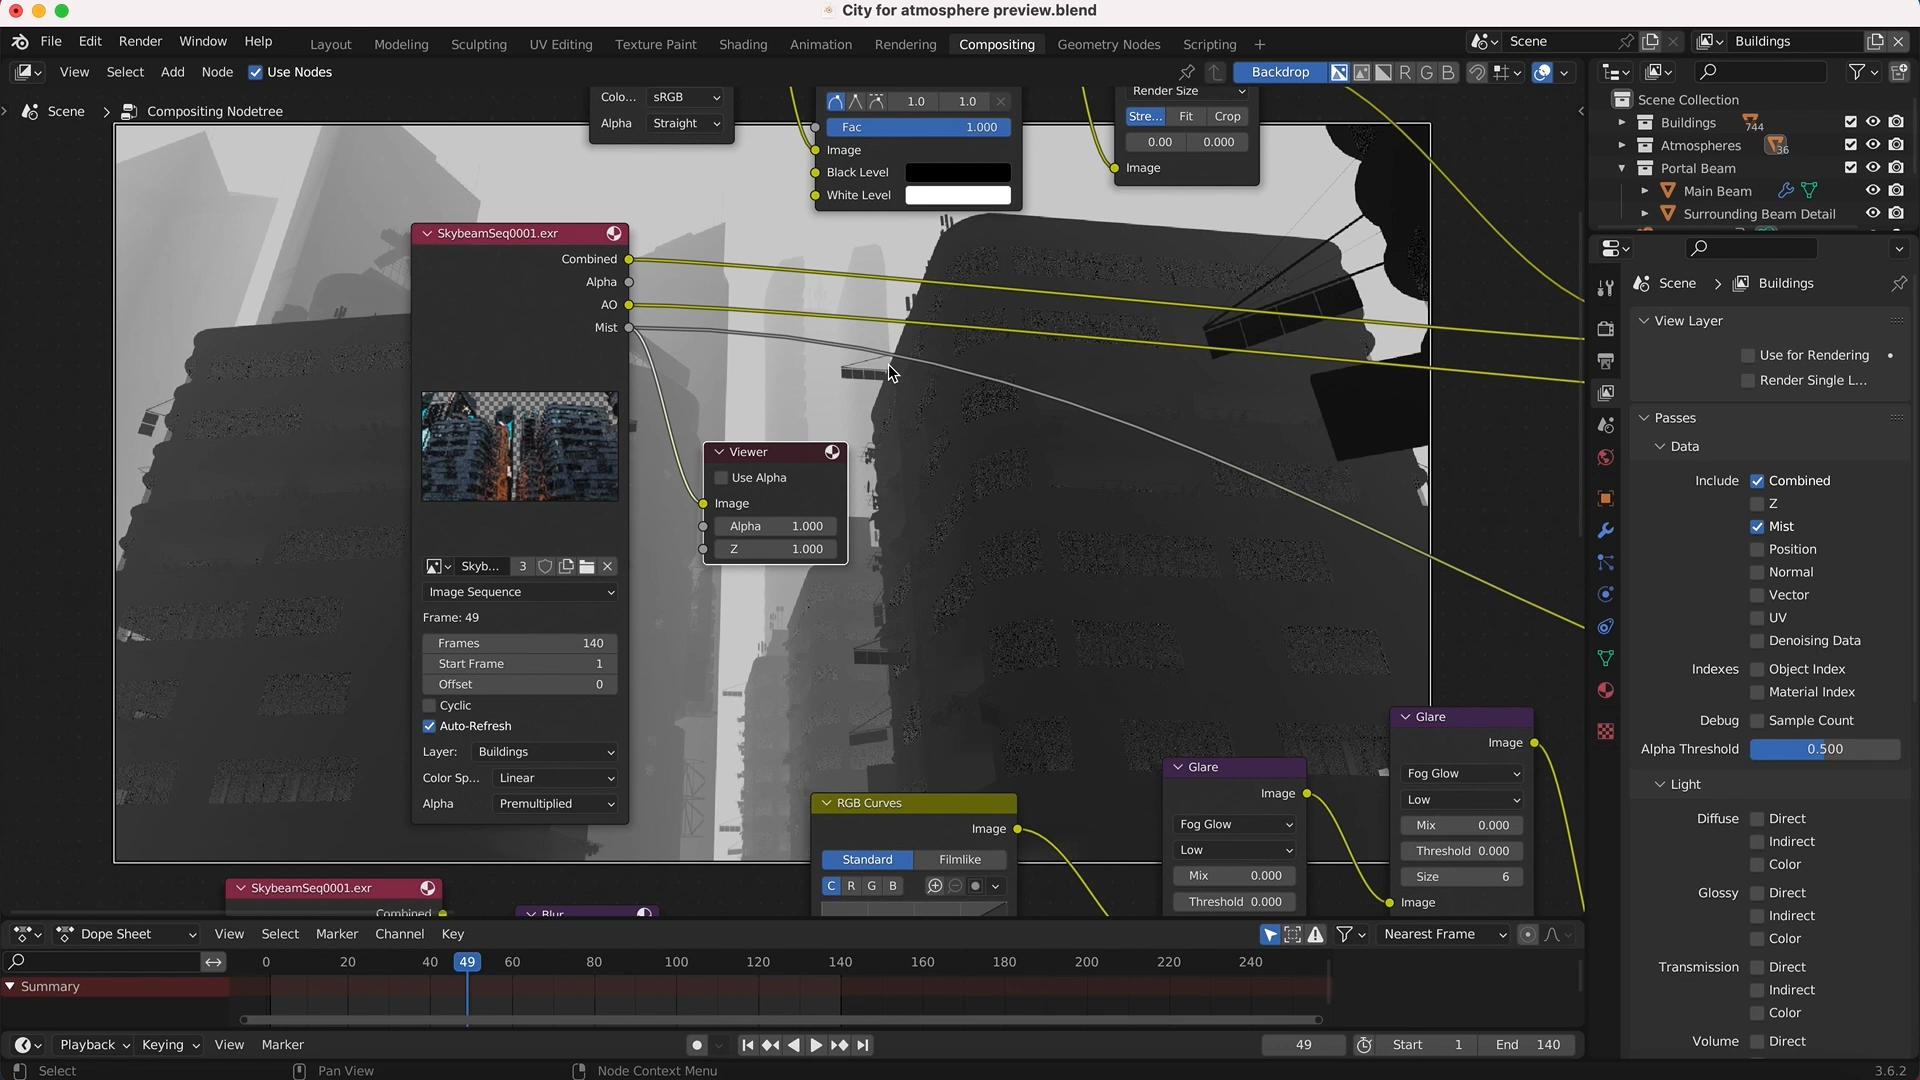 City for atmosphere preview.blend
File Edit Render Window Help
Layout Modeling Sculpting UV Editing Texture Paint Shading Animation Rendering Compositing Geometry Nodes Scripting +
Scene
Buildings
View Select Add Node Use Nodes
Backdrop
R G B
Scene > Compositing Nodetree
Colo... sRGB
Alpha Straight
1.0 1.0
Fac 1.000
Image
Black Level
White Level
Render Size
Stre... Fit Crop
0.00 0.000
Image
Scene Collection
Buildings 744
Atmospheres 36
Portal Beam
Main Beam
Surrounding Beam Detail
SkybeamSeq0001.exr
Combined
Alpha
AO
Mist
Skyb... 3
Image Sequence
Frame: 49
Frames 140
Start Frame 1
Offset 0
Cyclic
Auto-Refresh
Layer: Buildings
Color Sp... Linear
Alpha Premultiplied
Viewer
Use Alpha
Image
Alpha 1.000
Z 1.000
RGB Curves
Image
Standard Filmlike
C R G B
Glare
Image
Fog Glow
Low
Mix 0.000
Threshold 0.000
Glare
Image
Fog Glow
Low
Mix 0.000
Threshold 0.000
Size 6
Image
SkybeamSeq0001.exr
Combined
Blur
Scene > Buildings
View Layer
Use for Rendering
Render Single L...
Passes
Data
Include Combined
Z
Mist
Position
Normal
Vector
UV
Denoising Data
Indexes Object Index
Material Index
Debug Sample Count
Alpha Threshold 0.500
Light
Diffuse Direct
Indirect
Color
Glossy Direct
Indirect
Color
Transmission Direct
Indirect
Color
Volume Direct
Dope Sheet View Select Marker Channel Key
Nearest Frame
0 20 40 49 60 80 100 120 140 160 180 200 220 240
Summary
Playback Keying View Marker
49 Start 1 End 140
Select Pan View Node Context Menu
3.6.2